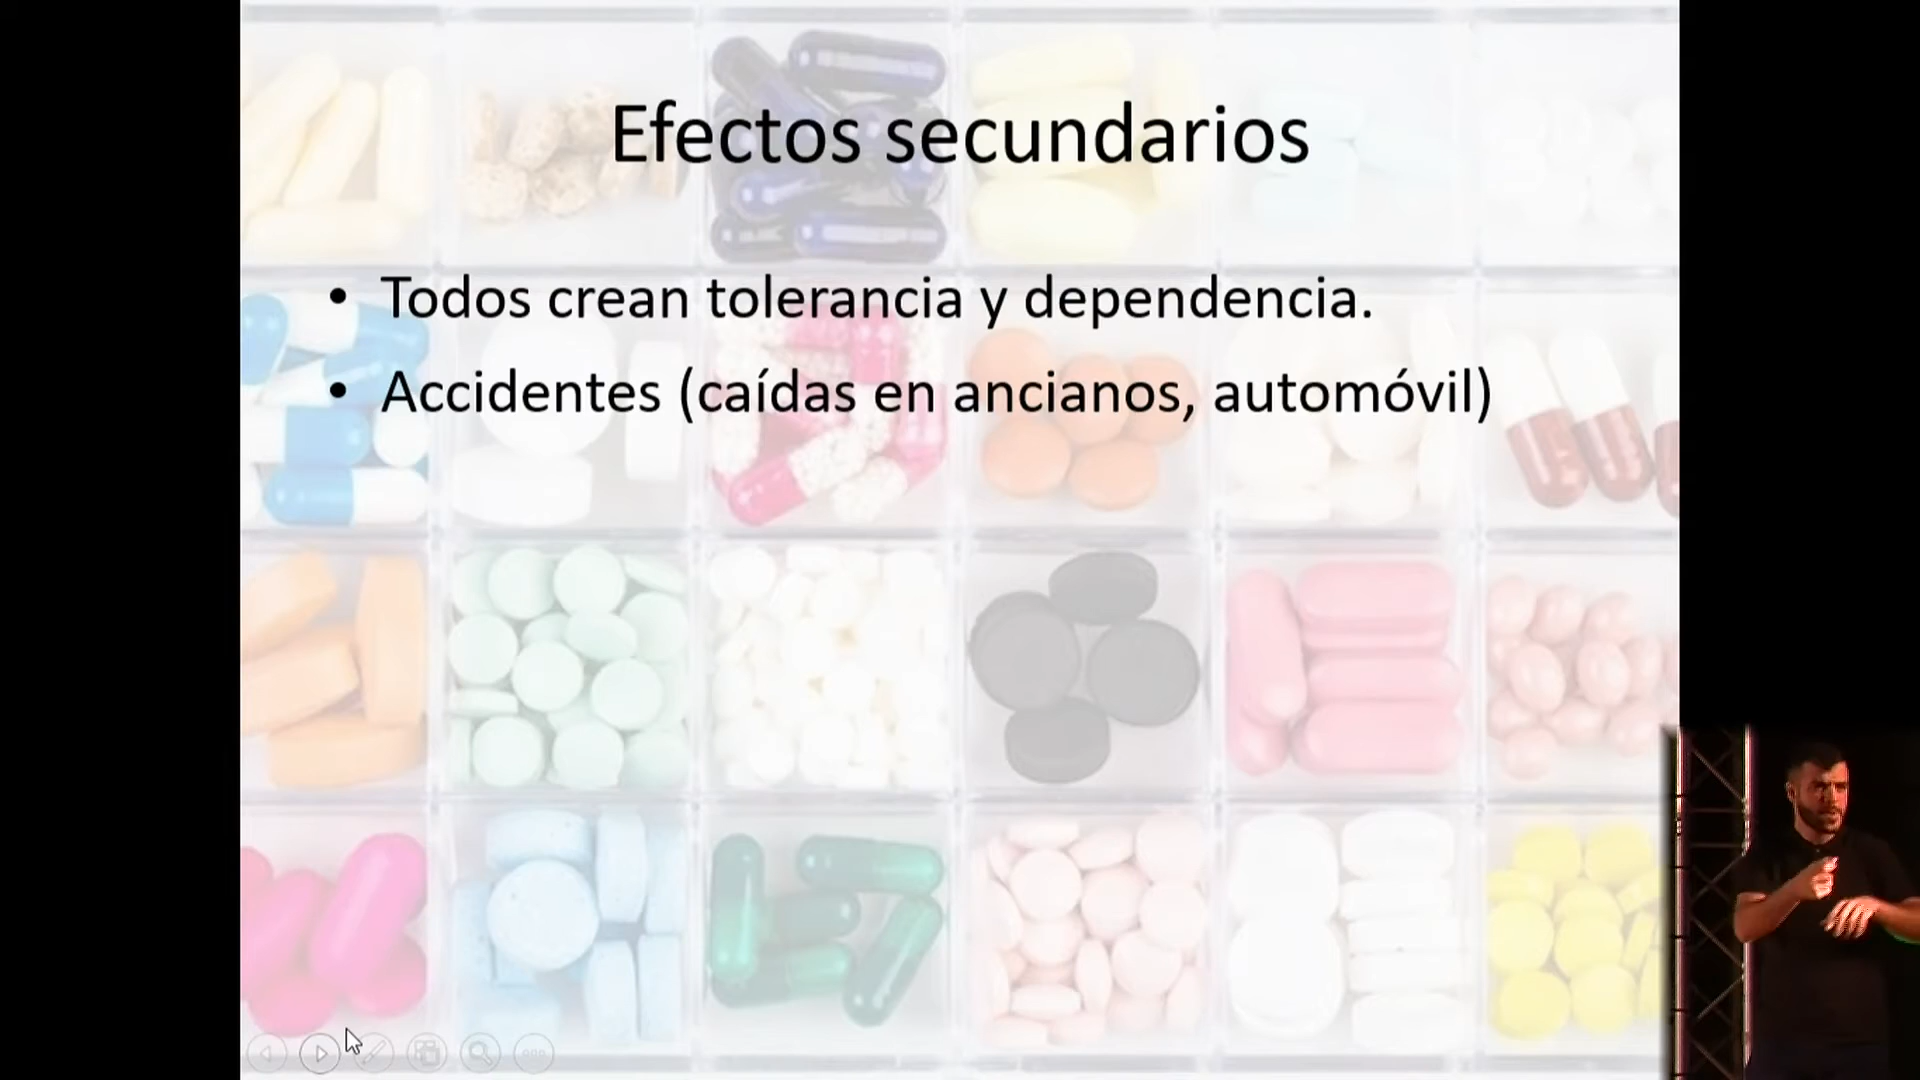 Efectos secundarios
• Todos crean tolerancia y dependencia.
• Accidentes (caídas en ancianos, automóvil)